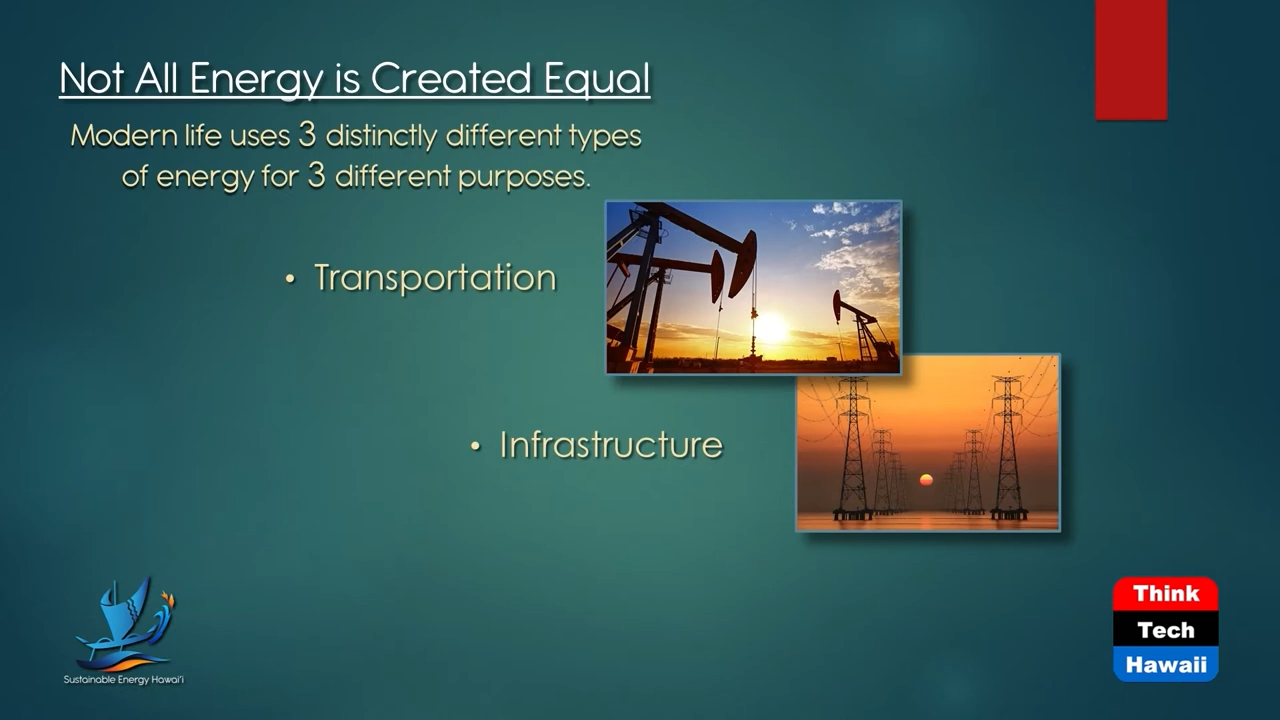 Not All Energy is Created Equal
Modern life uses 3 distinctly different types
of energy for 3 different purposes.
• Transportation
• Infrastructure
Sustainable Energy Hawai'i
Think
Tech
Hawaii